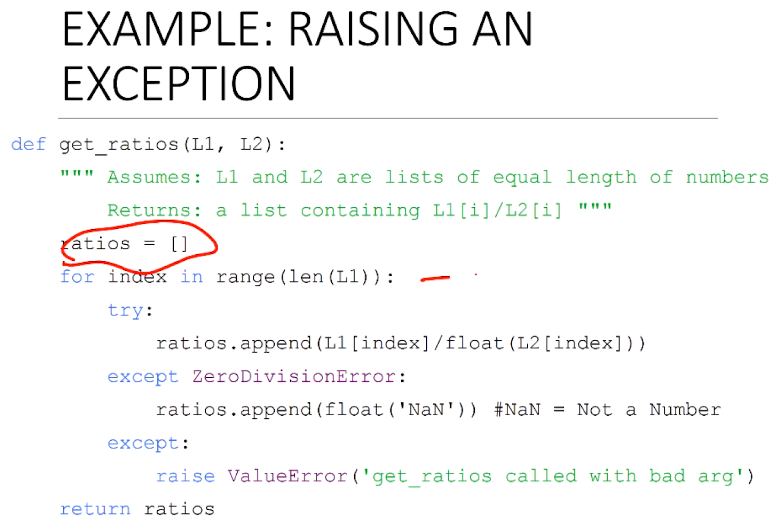 EXAMPLE: RAISING AN
EXCEPTION
def get_ratios(L1, L2):
    """ Assumes: L1 and L2 are lists of equal length of numbers
        Returns: a list containing L1[i]/L2[i] """
    ratios = []
    for index in range(len(L1)):
        try:
            ratios.append(L1[index]/float(L2[index]))
        except ZeroDivisionError:
            ratios.append(float('NaN')) #NaN = Not a Number
        except:
            raise ValueError('get_ratios called with bad arg')
    return ratios